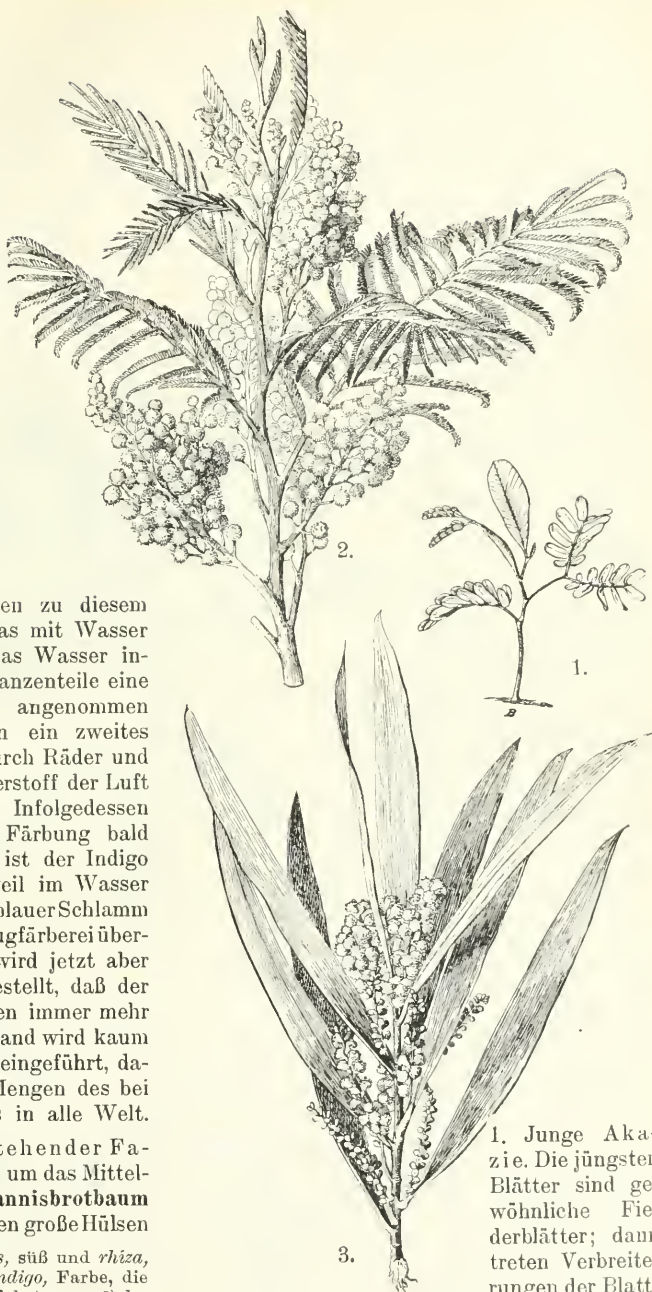 2.
1.
B
en zu diesem
as mit Wasser
as Wasser in-
anzenteile eine
angenommen
n ein zweites
rch Räder und
erstoff der Luft
Infolgedessen
Färbung bald
ist der Indigo
eil im Wasser
blauer Schlamm
ugfärberei über-
wird jetzt aber
estellt, daß der
en immer mehr
and wird kaum
eingeführt, da-
Mengen des bei
s in alle Welt.
tehender Fa-
um das Mittel-
annisbrotbaum
en große Hülsen
s, süß und rhíza,
ndigo, Farbe, die
3.
1. Junge Aka-
zie. Die jüngsten
Blätter sind ge-
wöhnliche Fie-
derblätter; dann
treten Verbreite-
rungen der Blatt-